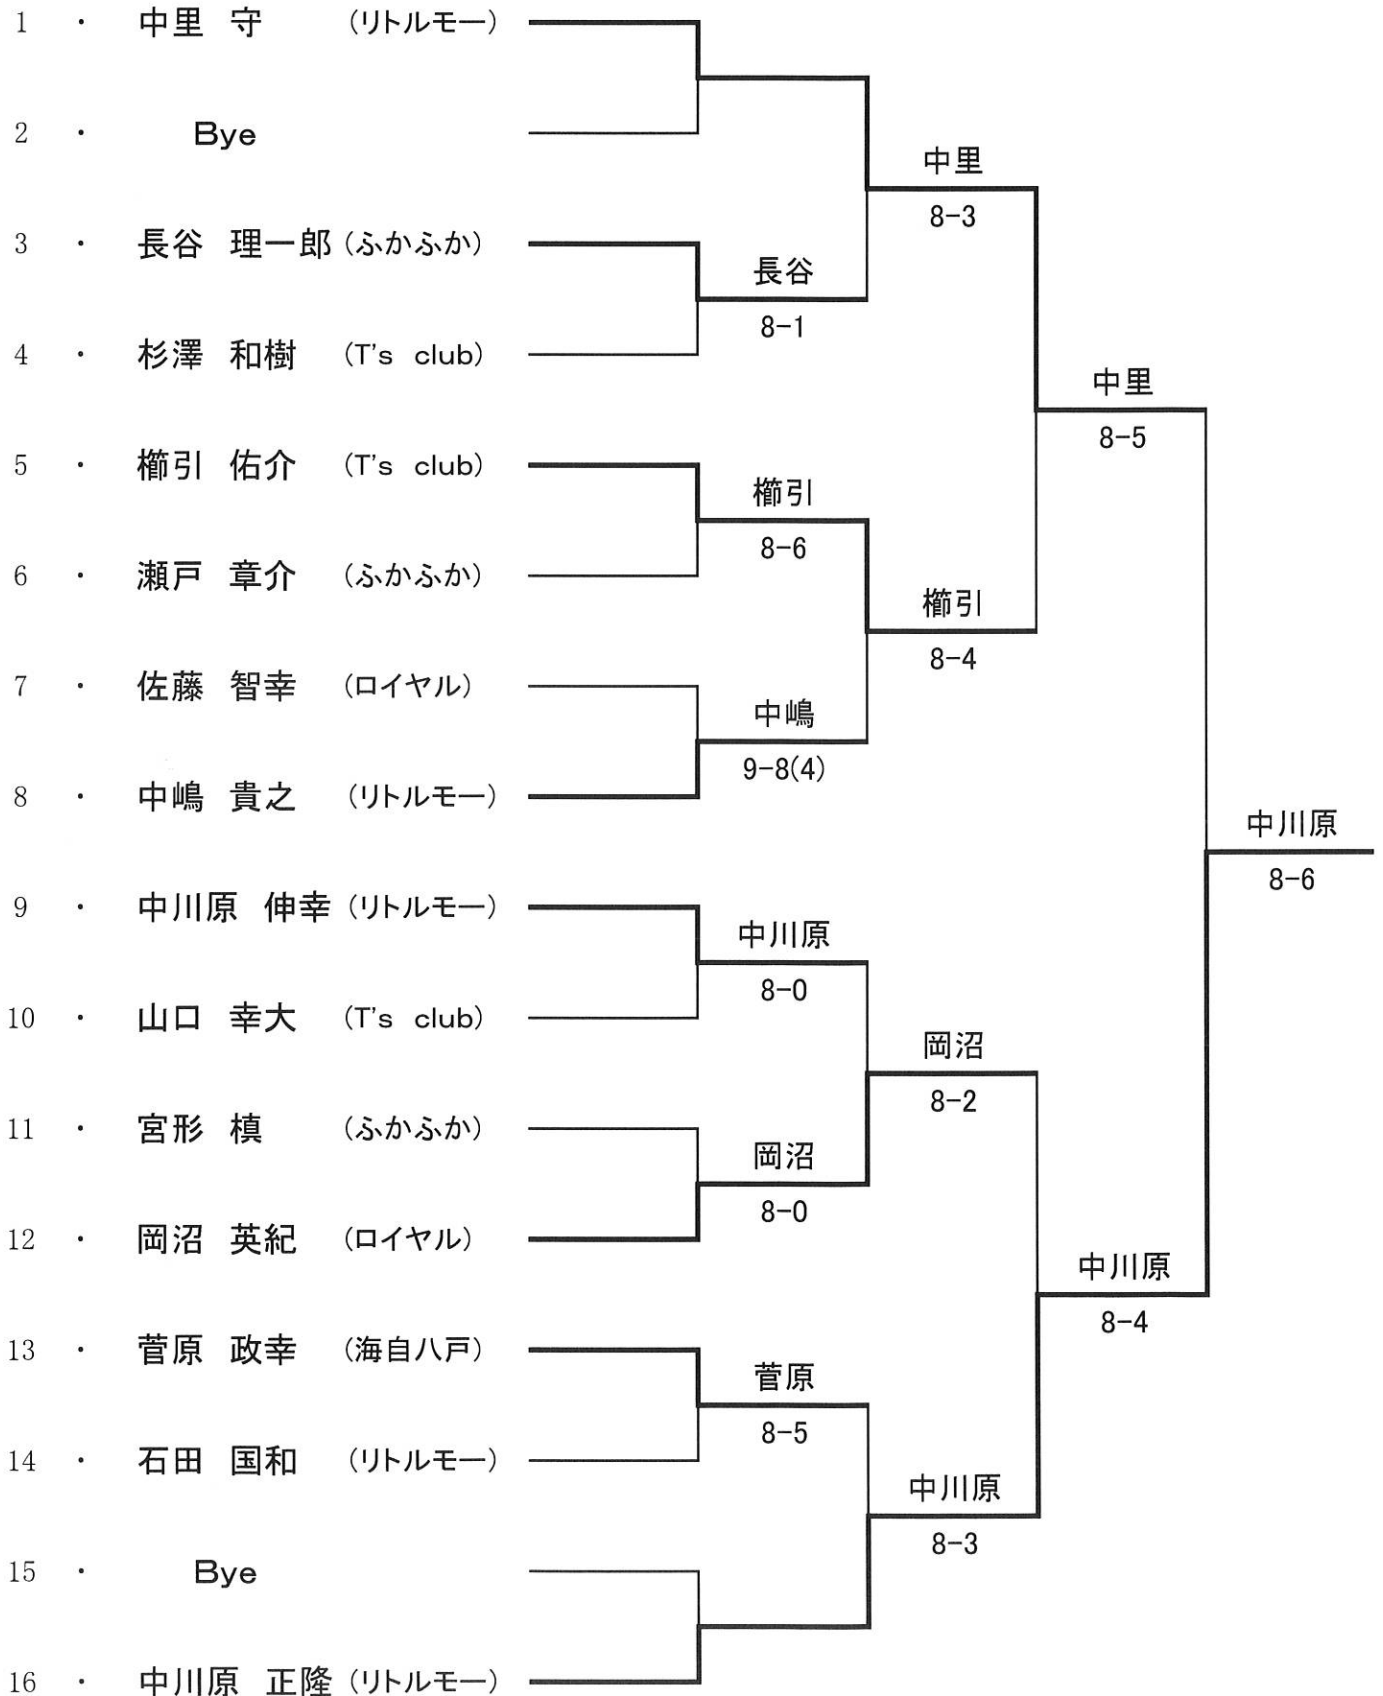 1 ・ 中里 守 (リトルモー)
2 ・ Bye
中里
8-3
3 ・ 長谷 理一郎 (ふかふか)
長谷
8-1
4 ・ 杉澤 和樹 (T's club)
中里
8-5
5 ・ 櫛引 佑介 (T's club)
櫛引
8-6
6 ・ 瀬戸 章介 (ふかふか)
櫛引
8-4
7 ・ 佐藤 智幸 (ロイヤル)
中嶋
9-8(4)
8 ・ 中嶋 貴之 (リトルモー)
中川原
8-6
9 ・ 中川原 伸幸 (リトルモー)
中川原
8-0
10 ・ 山口 幸大 (T's club)
岡沼
8-2
11 ・ 宮形 槙 (ふかふか)
岡沼
8-0
12 ・ 岡沼 英紀 (ロイヤル)
中川原
8-4
13 ・ 菅原 政幸 (海自八戸)
菅原
8-5
14 ・ 石田 国和 (リトルモー)
中川原
8-3
15 ・ Bye
16 ・ 中川原 正隆 (リトルモー)